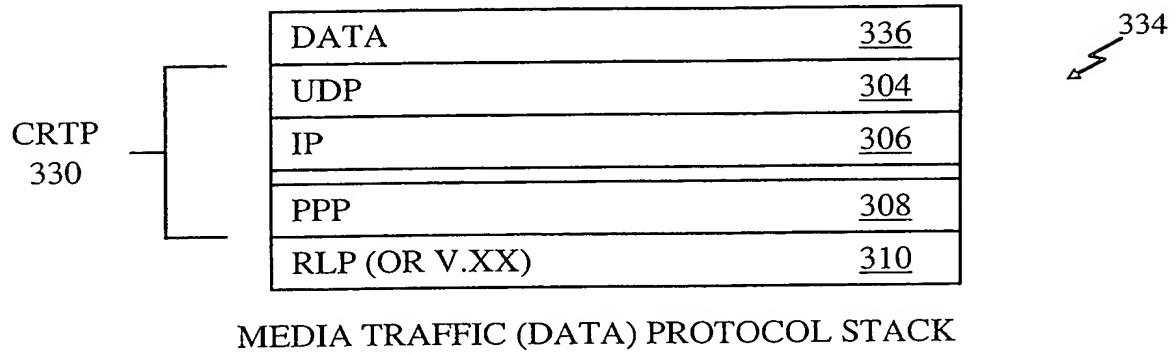 DATA 336
334
UDP 304
CRTP
330
IP 306
PPP 308
RLP (OR V.XX) 310
MEDIA TRAFFIC (DATA) PROTOCOL STACK